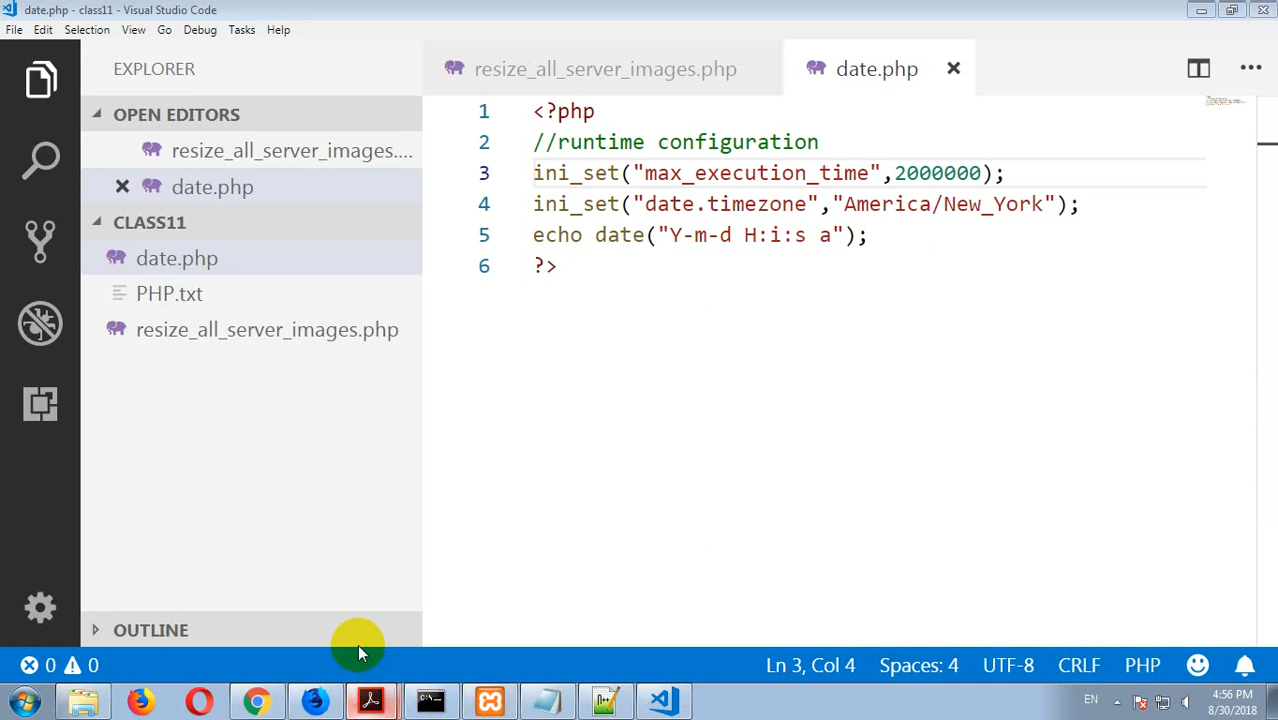 date.php - class11 - Visual Studio Code
File Edit Selection View Go Debug Tasks Help
EXPLORER
OPEN EDITORS
resize_all_server_images....
date.php
CLASS11
date.php
PHP.txt
resize_all_server_images.php
OUTLINE
resize_all_server_images.php date.php
1 <?php
2 //runtime configuration
3 ini_set("max_execution_time",2000000);
4 ini_set("date.timezone","America/New_York");
5 echo date("Y-m-d H:i:s a");
6 ?>
0 0 Ln 3, Col 4 Spaces: 4 UTF-8 CRLF PHP
EN 4:56 PM
8/30/2018